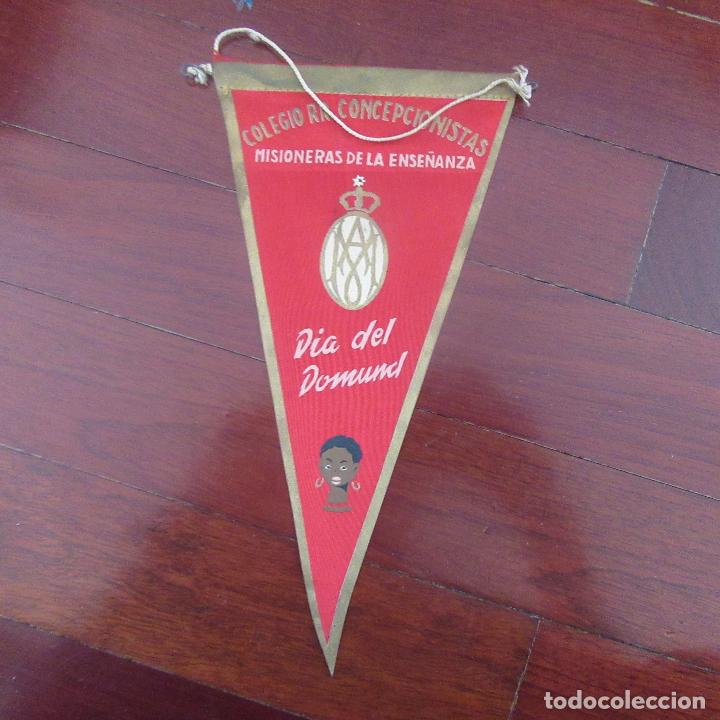 COLEGIO RR. CONCEPCIONISTAS
MISIONERAS DE LA ENSEÑANZA
Dia del
Domund
todocoleccion